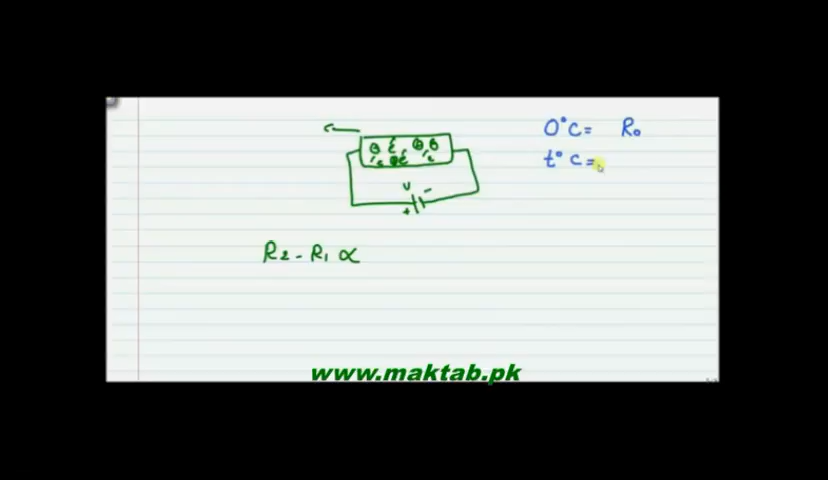 0°C = R₀
t°C =
V
+ -
R₂ - R₁ ∝
www.maktab.pk